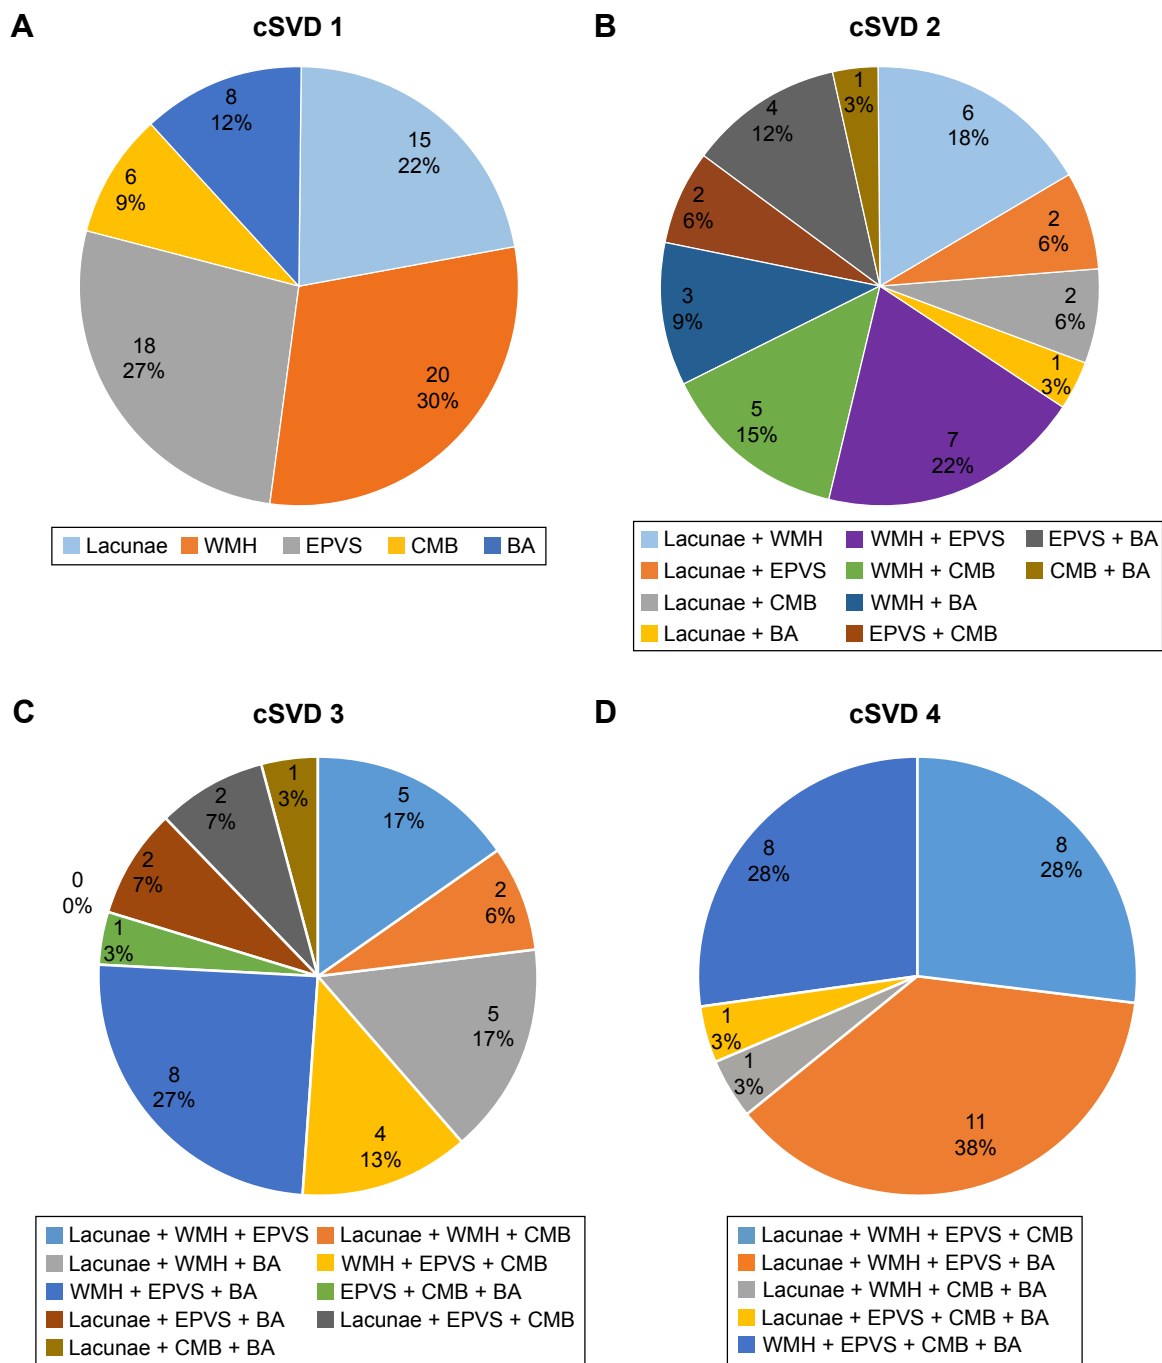 A
cSVD 1
8
12%
15
22%
6
9%
18
27%
20
30%
Lacunae WMH EPVS CMB BA
B
cSVD 2
1
3%
6
18%
4
12%
2
6%
2
6%
3
9%
2
6%
1
3%
5
15%
7
22%
Lacunae + WMH WMH + EPVS EPVS + BA
Lacunae + EPVS WMH + CMB CMB + BA
Lacunae + CMB WMH + BA
Lacunae + BA EPVS + CMB
C
cSVD 3
1
3%
5
17%
2
7%
2
7%
0
0%
2
6%
1
3%
5
17%
8
27%
4
13%
Lacunae + WMH + EPVS Lacunae + WMH + CMB
Lacunae + WMH + BA WMH + EPVS + CMB
WMH + EPVS + BA EPVS + CMB + BA
Lacunae + EPVS + BA Lacunae + EPVS + CMB
Lacunae + CMB + BA
D
cSVD 4
8
28%
8
28%
1
3%
1
3%
11
38%
Lacunae + WMH + EPVS + CMB
Lacunae + WMH + EPVS + BA
Lacunae + WMH + CMB + BA
Lacunae + EPVS + CMB + BA
WMH + EPVS + CMB + BA